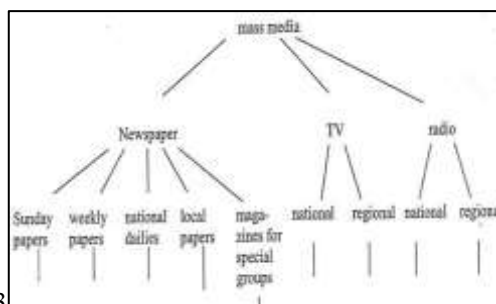 mass media
Newspaper TV radio
Sunday weekly national local maga- national regional national region
papers papers dailies papers zines for
special
groups